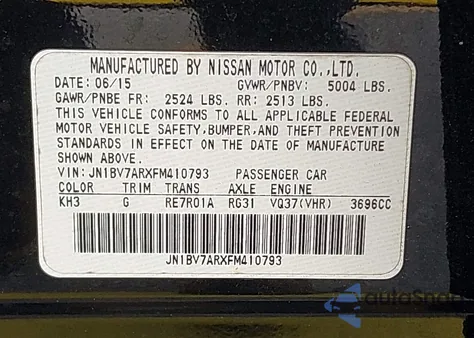 MANUFACTURED BY NISSAN MOTOR CO.,LTD.
DATE: 06/15 GVWR/PNBV: 5004 LBS.
GAWR/PNBE FR: 2524 LBS. RR: 2513 LBS.
THIS VEHICLE CONFORMS TO ALL APPLICABLE FEDERAL
MOTOR VEHICLE SAFETY,BUMPER,AND THEFT PREVENTION
STANDARDS IN EFFECT ON THE DATE OF MANUFACTURE
SHOWN ABOVE.
VIN: JN1BV7ARXFM410793 PASSENGER CAR
COLOR TRIM TRANS AXLE ENGINE
KH3 G RE7R01A RG31 VQ37(VHR) 3696CC
JN1BV7ARXFM410793